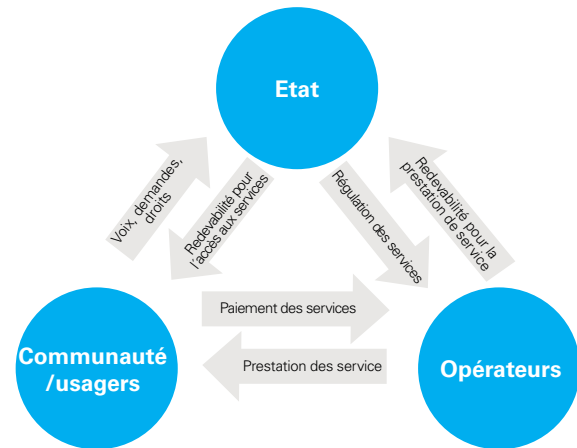 Etat
Voix, demandes,
droits
Redevabilité pour
l'accès aux services
Régulation des services
Redevabilité pour la
prestation de service
Paiement des services
Prestation des service
Communauté
/usagers
Opérateurs